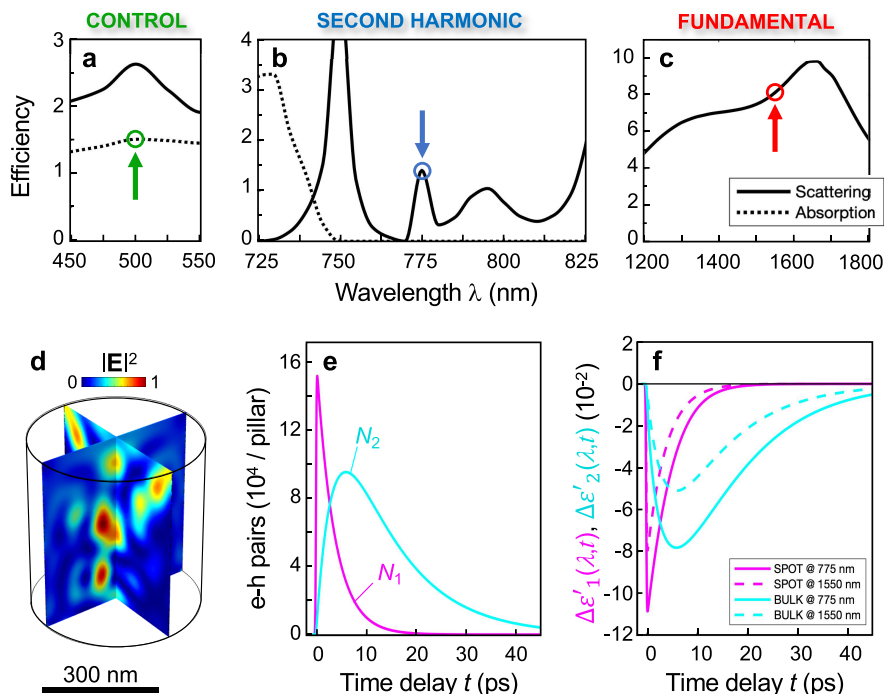 CONTROL
SECOND HARMONIC
FUNDAMENTAL
a
b
c
Efficiency
3
2
1
0
450
500
550
4
3
2
1
0
725
750
775
800
825
10
8
6
4
2
0
1200
1400
1600
1800
Scattering
Absorption
Wavelength λ (nm)
d
|E|²
0
1
300 nm
e
e-h pairs (10⁴ / pillar)
16
12
8
4
0
N₂
N₁
0
10
20
30
40
Time delay t (ps)
f
Δε′₁(λ,t), Δε′₂(λ,t) (10⁻²)
-2
0
-2
-4
-6
-8
-10
-12
SPOT @ 775 nm
SPOT @ 1550 nm
BULK @ 775 nm
BULK @ 1550 nm
0
10
20
30
40
Time delay t (ps)